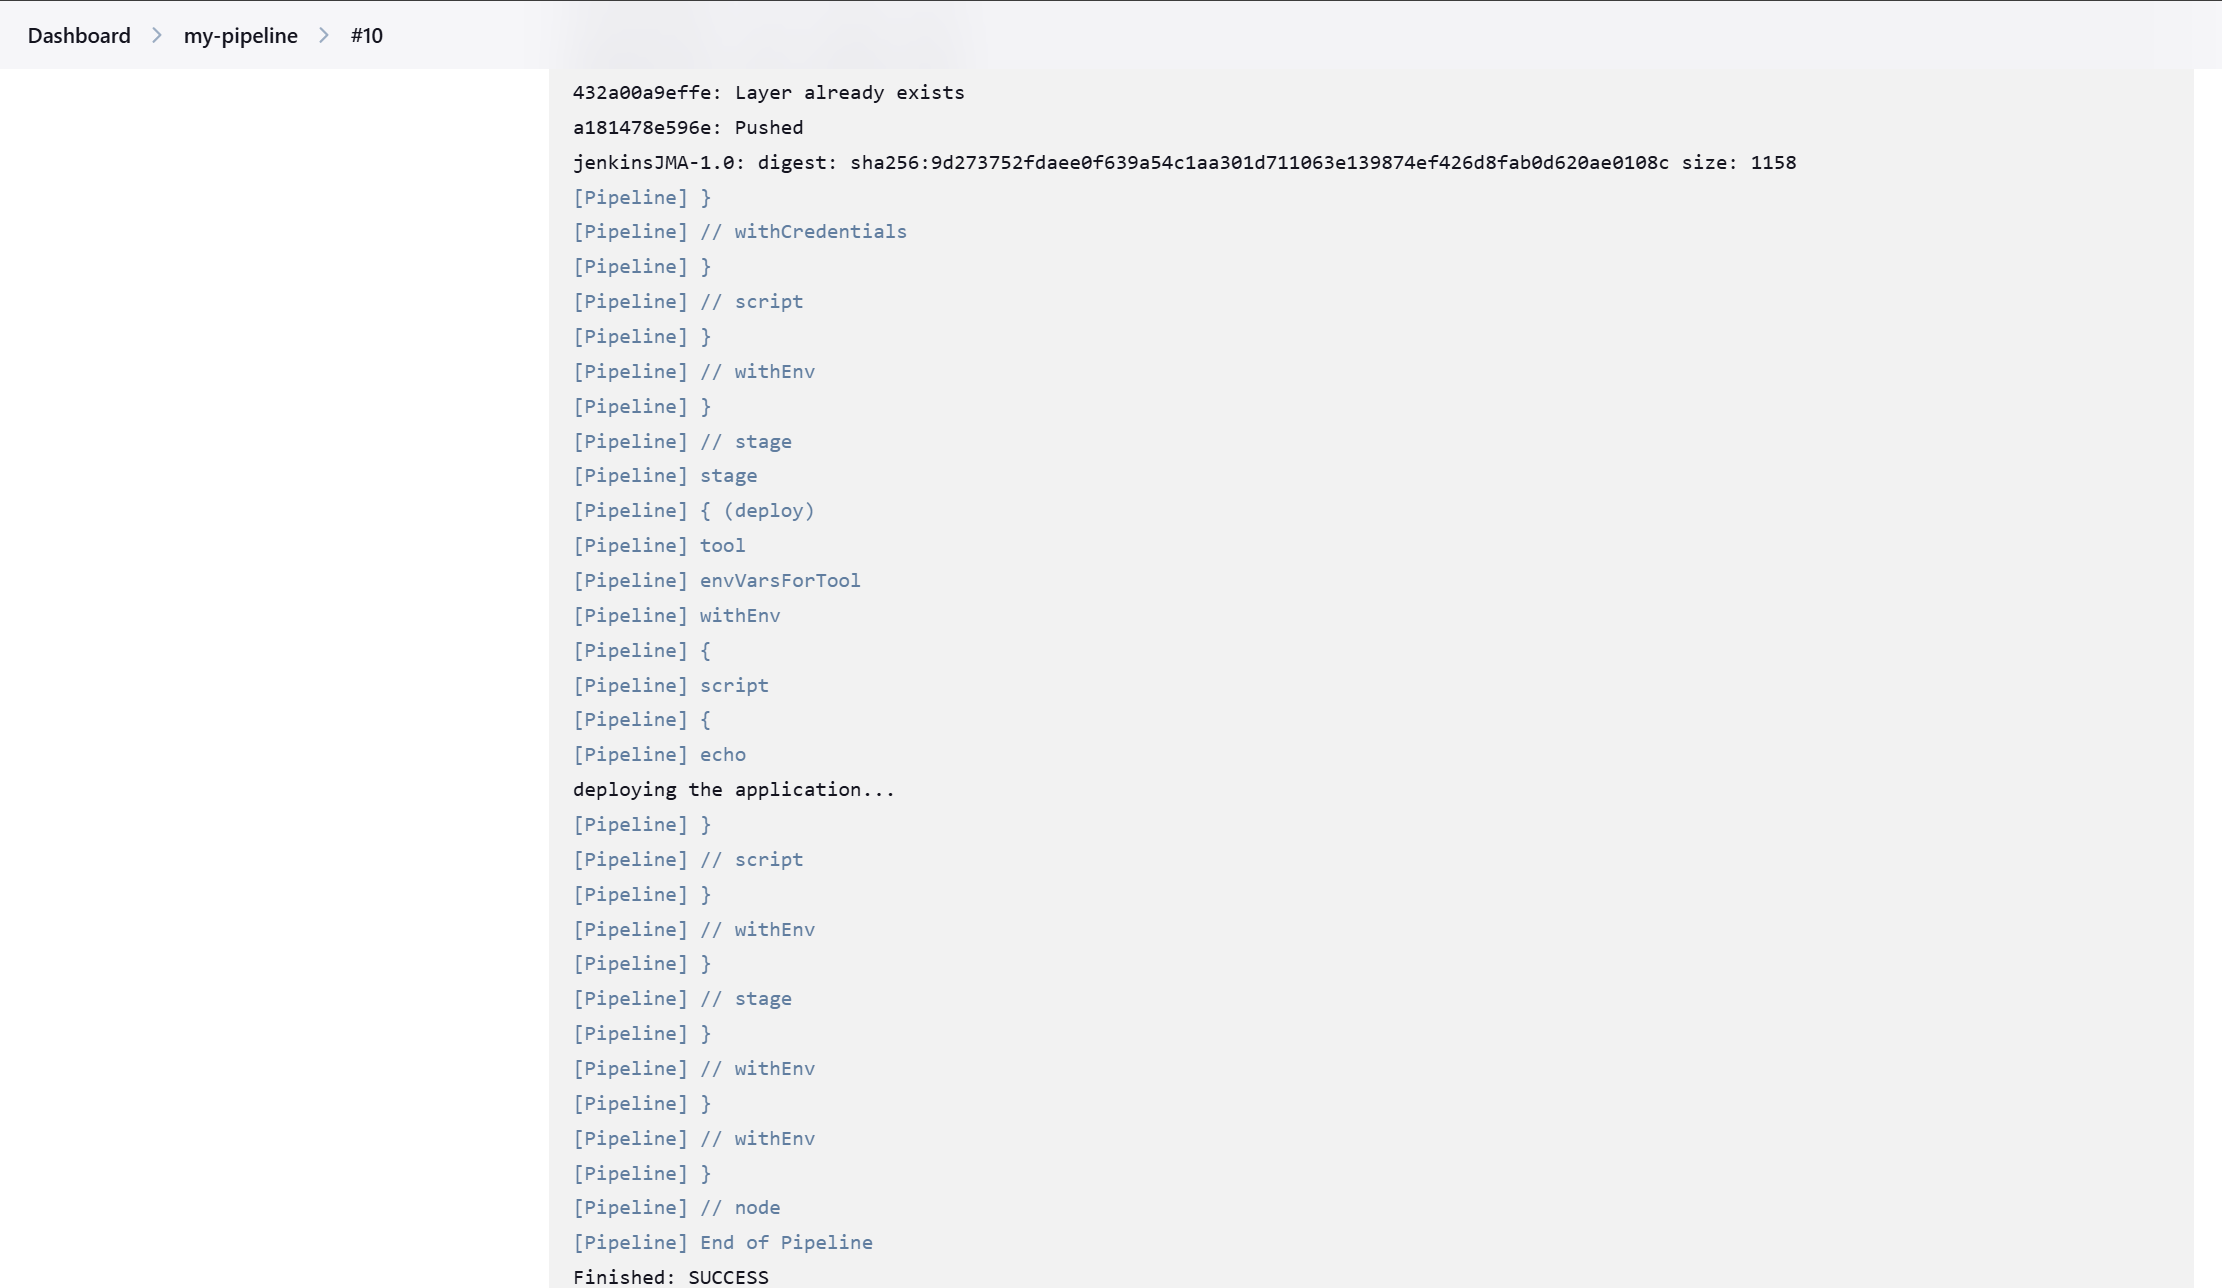 Dashboard > my-pipeline > #10
432a00a9effe: Layer already exists
a181478e596e: Pushed
jenkinsJMA-1.0: digest: sha256:9d273752fdaee0f639a54c1aa301d711063e139874ef426d8fab0d620ae0108c size: 1158
[Pipeline] }
[Pipeline] // withCredentials
[Pipeline] }
[Pipeline] // script
[Pipeline] }
[Pipeline] // withEnv
[Pipeline] }
[Pipeline] // stage
[Pipeline] stage
[Pipeline] { (deploy)
[Pipeline] tool
[Pipeline] envVarsForTool
[Pipeline] withEnv
[Pipeline] {
[Pipeline] script
[Pipeline] {
[Pipeline] echo
deploying the application...
[Pipeline] }
[Pipeline] // script
[Pipeline] }
[Pipeline] // withEnv
[Pipeline] }
[Pipeline] // stage
[Pipeline] }
[Pipeline] // withEnv
[Pipeline] }
[Pipeline] // withEnv
[Pipeline] }
[Pipeline] // node
[Pipeline] End of Pipeline
Finished: SUCCESS